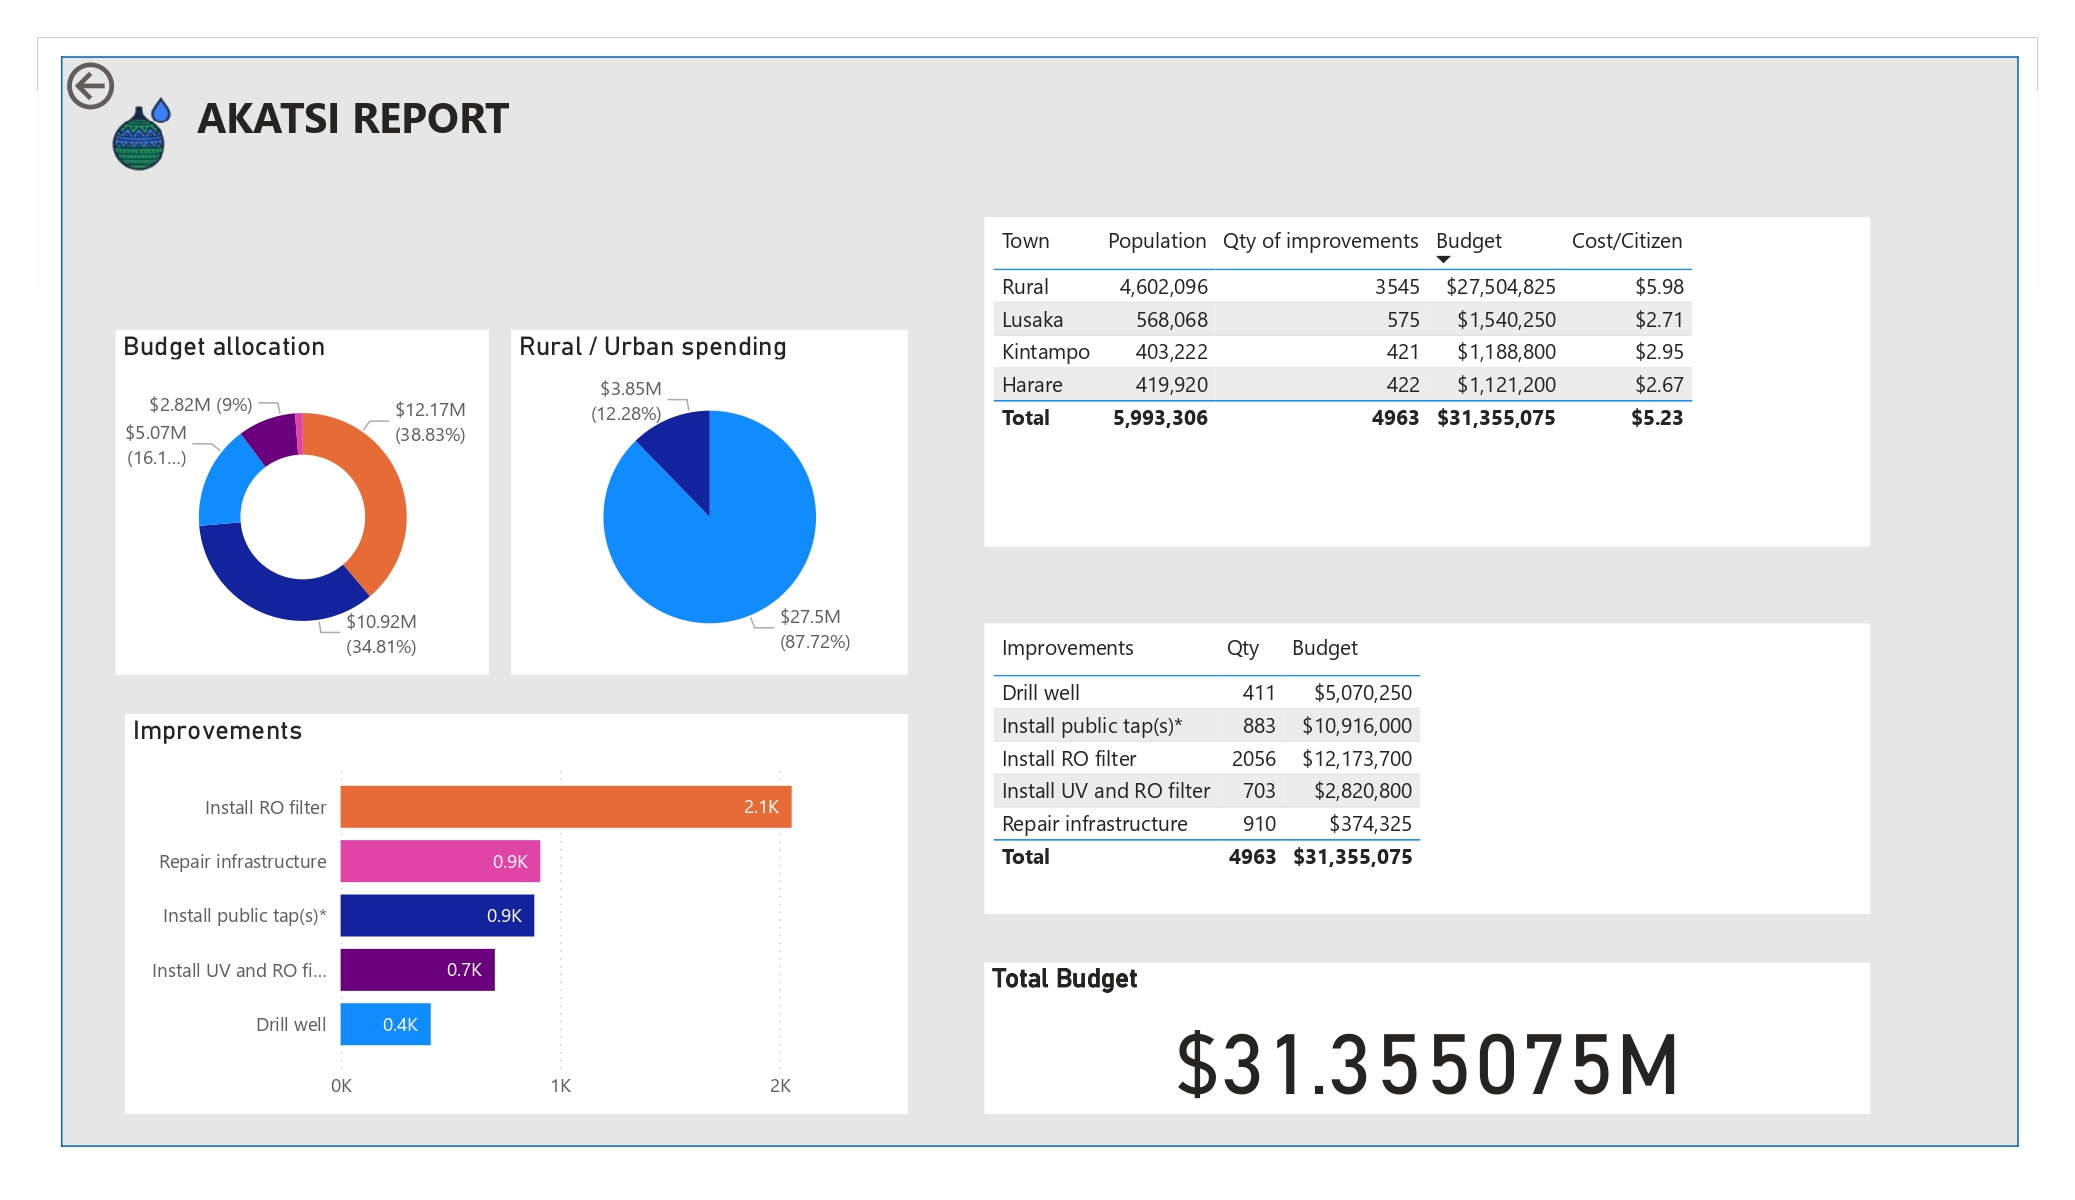 AKATSI REPORT
Budget allocation
$2.82M (9%)
$12.17M
(38.83%)
$5.07M
(16.1...)
$10.92M
(34.81%)
Rural / Urban spending
$3.85M
(12.28%)
$27.5M
(87.72%)
Improvements
Install RO filter 2.1K
Repair infrastructure 0.9K
Install public tap(s)* 0.9K
Install UV and RO fi... 0.7K
Drill well 0.4K
0K 1K 2K
Town Population Qty of improvements Budget Cost/Citizen
Rural 4,602,096 3545 $27,504,825 $5.98
Lusaka 568,068 575 $1,540,250 $2.71
Kintampo 403,222 421 $1,188,800 $2.95
Harare 419,920 422 $1,121,200 $2.67
Total 5,993,306 4963 $31,355,075 $5.23
Improvements Qty Budget
Drill well 411 $5,070,250
Install public tap(s)* 883 $10,916,000
Install RO filter 2056 $12,173,700
Install UV and RO filter 703 $2,820,800
Repair infrastructure 910 $374,325
Total 4963 $31,355,075
Total Budget
$31.355075M